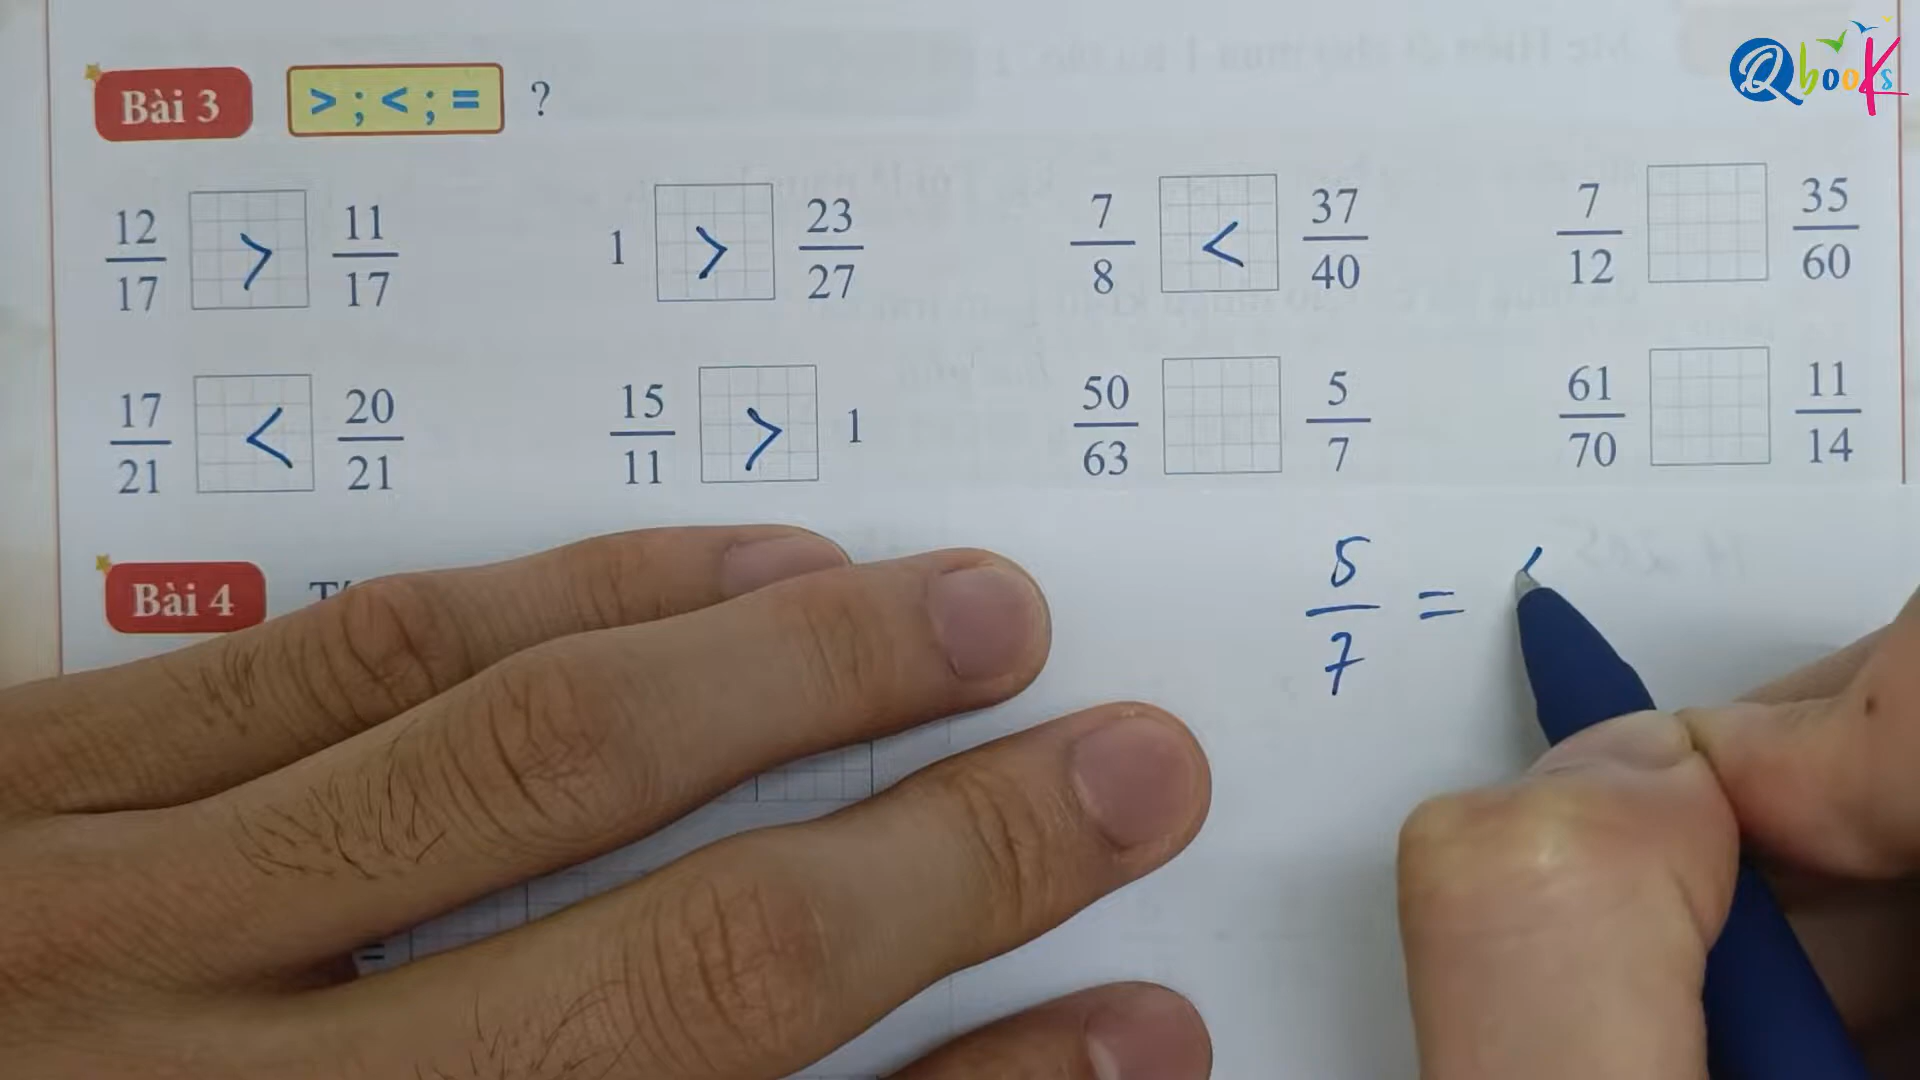 Qbooks
Bài 3 > ; < ; = ?
12/17 > 11/17 1 > 23/27 7/8 < 37/40 7/12 35/60
17/21 < 20/21 15/11 > 1 50/63 5/7 61/70 11/14
5/7 =
Bài 4